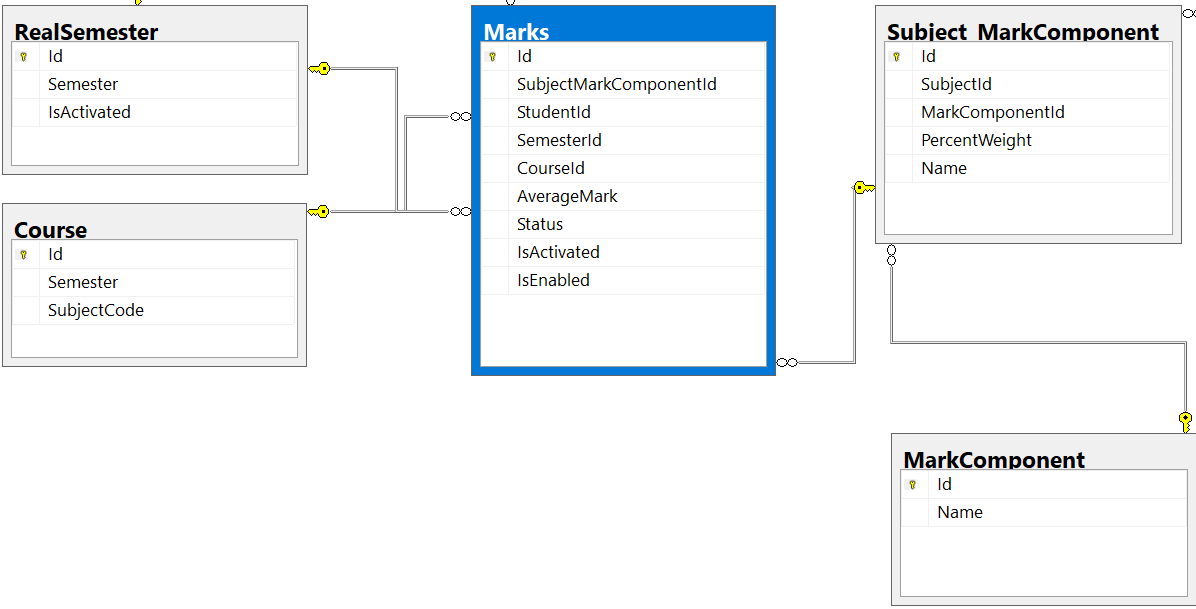 RealSemester
Id
Semester
IsActivated
Course
Id
Semester
SubjectCode
Marks
Id
SubjectMarkComponentId
StudentId
SemesterId
CourseId
AverageMark
Status
IsActivated
IsEnabled
Subject_MarkComponent
Id
SubjectId
MarkComponentId
PercentWeight
Name
MarkComponent
Id
Name